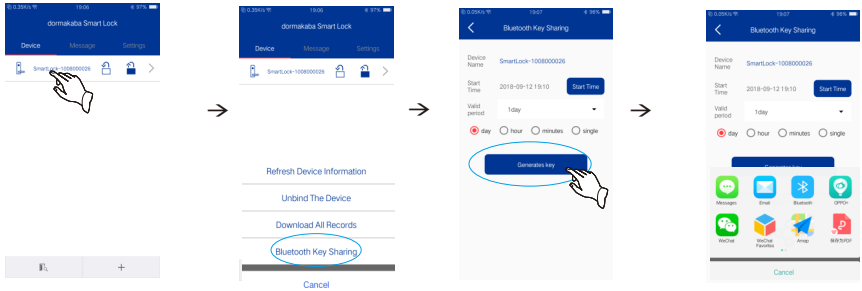 0.35K/s 19:06 97%
dormakaba Smart Lock
Device Message Settings
SmartLock-1008000026
+
→
0.35K/s 19:06 97%
dormakaba Smart Lock
Device Message Settings
SmartLock-1008000026
Refresh Device Information
Unbind The Device
Download All Records
Bluetooth Key Sharing
Cancel
→
0.05K/s 19:07 96%
Bluetooth Key Sharing
Device Name SmartLock-1008000026
Start Time 2018-09-12 19:10 Start Time
Valid period 1day
day hour minutes single
Generates key
→
19:07 96%
Bluetooth Key Sharing
Device Name SmartLock-1008000026
Start Time 2018-09-12 19:10 Start Time
Valid period 1day
day hour minutes single
Generates key
Messages Email Bluetooth OPPO+
WeChat WeChat Favorites Amap 保存为PDF
Cancel